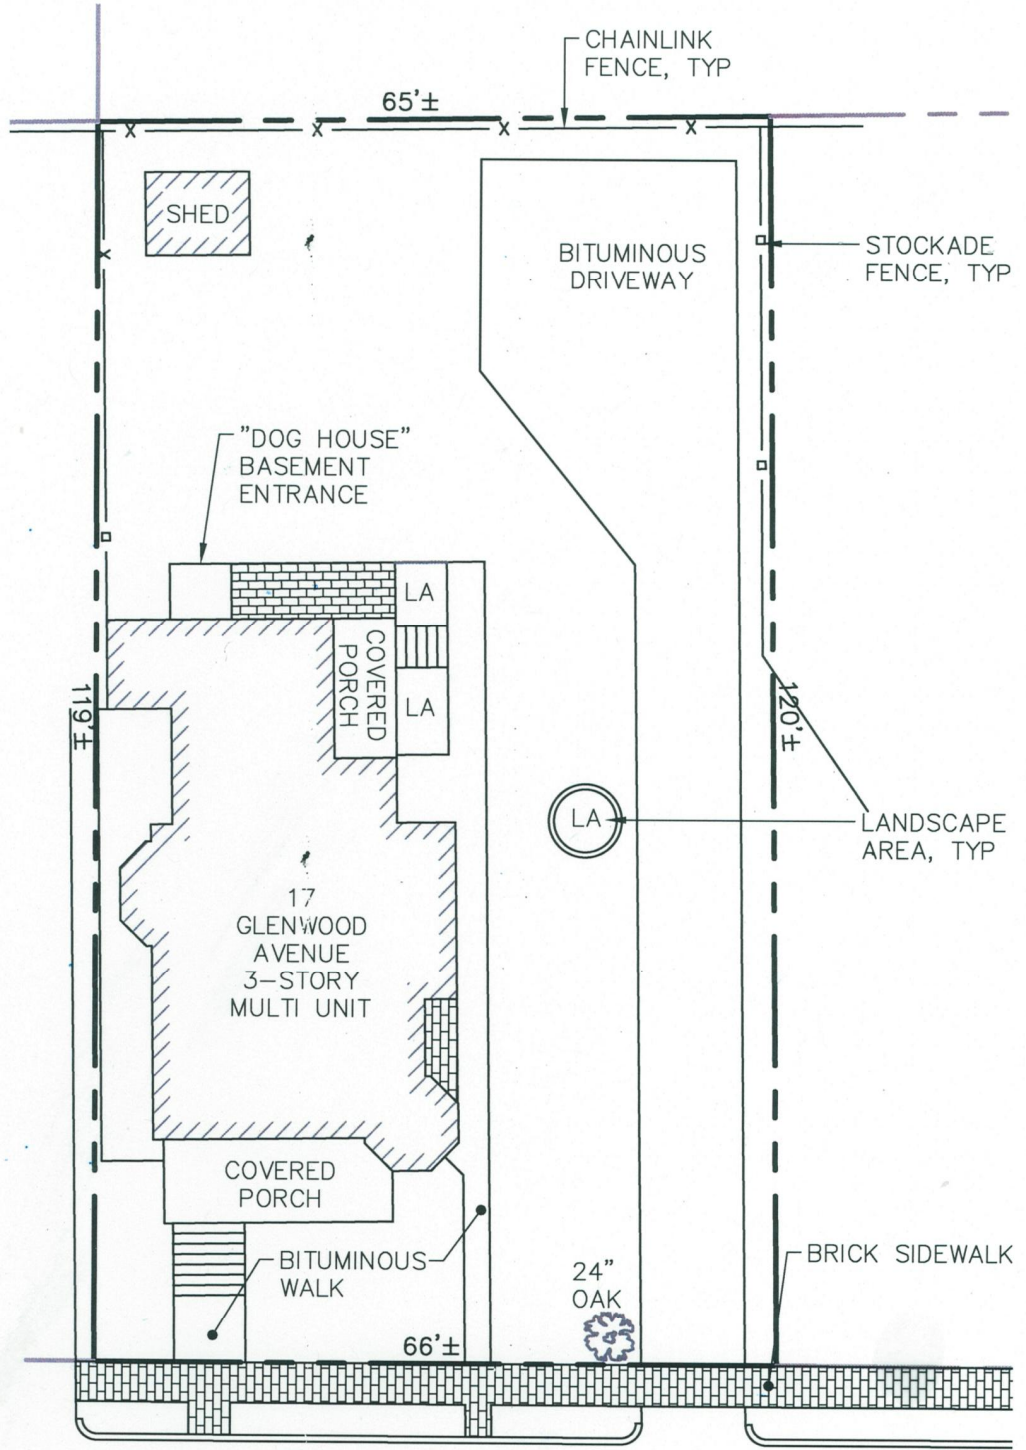 CHAINLINK
FENCE, TYP
65'±
SHED
BITUMINOUS
DRIVEWAY
STOCKADE
FENCE, TYP
"DOG HOUSE"
BASEMENT
ENTRANCE
LA
COVERED
PORCH
LA
119'±
120'±
LA
LANDSCAPE
AREA, TYP
17
GLENWOOD
AVENUE
3-STORY
MULTI UNIT
COVERED
PORCH
BITUMINOUS
WALK
BRICK SIDEWALK
24"
OAK
66'±